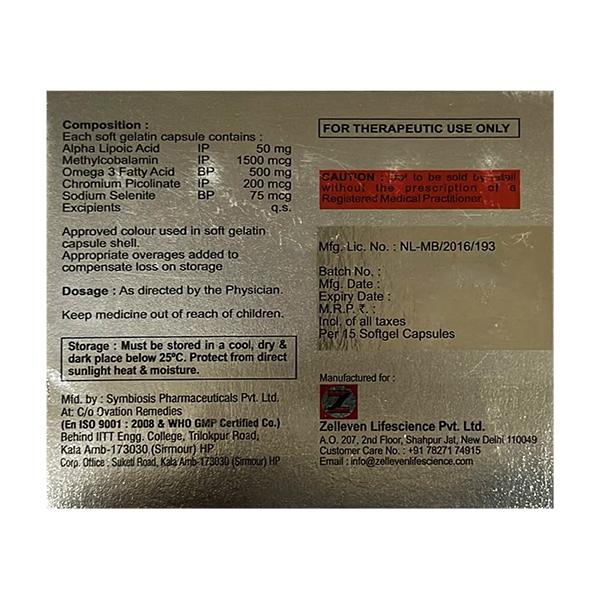 Composition :
Each soft gelatin capsule contains :
Alpha Lipoic Acid IP 50 mg
Methylcobalamin IP 1500 mcg
Omega 3 Fatty Acid BP 500 mg
Chromium Picolinate IP 200 mcg
Sodium Selenite BP 75 mcg
Excipients q.s.
Approved colour used in soft gelatin
capsule shell.
Appropriate overages added to
compensate loss on storage
Dosage : As directed by the Physician.
Keep medicine out of reach of children.
Storage : Must be stored in a cool, dry &
dark place below 25ºC. Protect from direct
sunlight heat & moisture.
Mfd. by : Symbiosis Pharmaceuticals Pvt. Ltd.
At: C/o Ovation Remedies
(En ISO 9001 : 2008 & WHO GMP Certified Co.)
Behind IITT Engg. College, Trilokpur Road,
Kala Amb-173030 (Sirmour) HP
Corp. Office : Suketi Road, Kala Amb-173030 (Sirmour) HP
FOR THERAPEUTIC USE ONLY
CAUTION : Not to be sold by retail
without the prescription of a
Registered Medical Practitioner.
Mfg. Lic. No. : NL-MB/2016/193
Batch No. :
Mfg. Date :
Expiry Date :
M.R.P. ₹. :
Incl. of all taxes
Per 15 Softgel Capsules
Manufactured for :
Z
Zelleven Lifescience Pvt. Ltd.
A.O. 207, 2nd Floor, Shahpur Jat, New Delhi 110049
Customer Care No. : +91 78271 74915
Email : info@zellevenlifescience.com